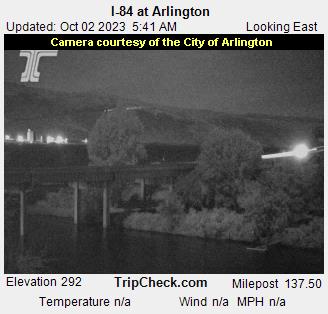 I-84 at Arlington
Updated: Oct 02 2023 5:41 AM Looking East
Camera courtesy of the City of Arlington
Elevation 292 TripCheck.com Milepost 137.50
Temperature n/a Wind n/a MPH n/a